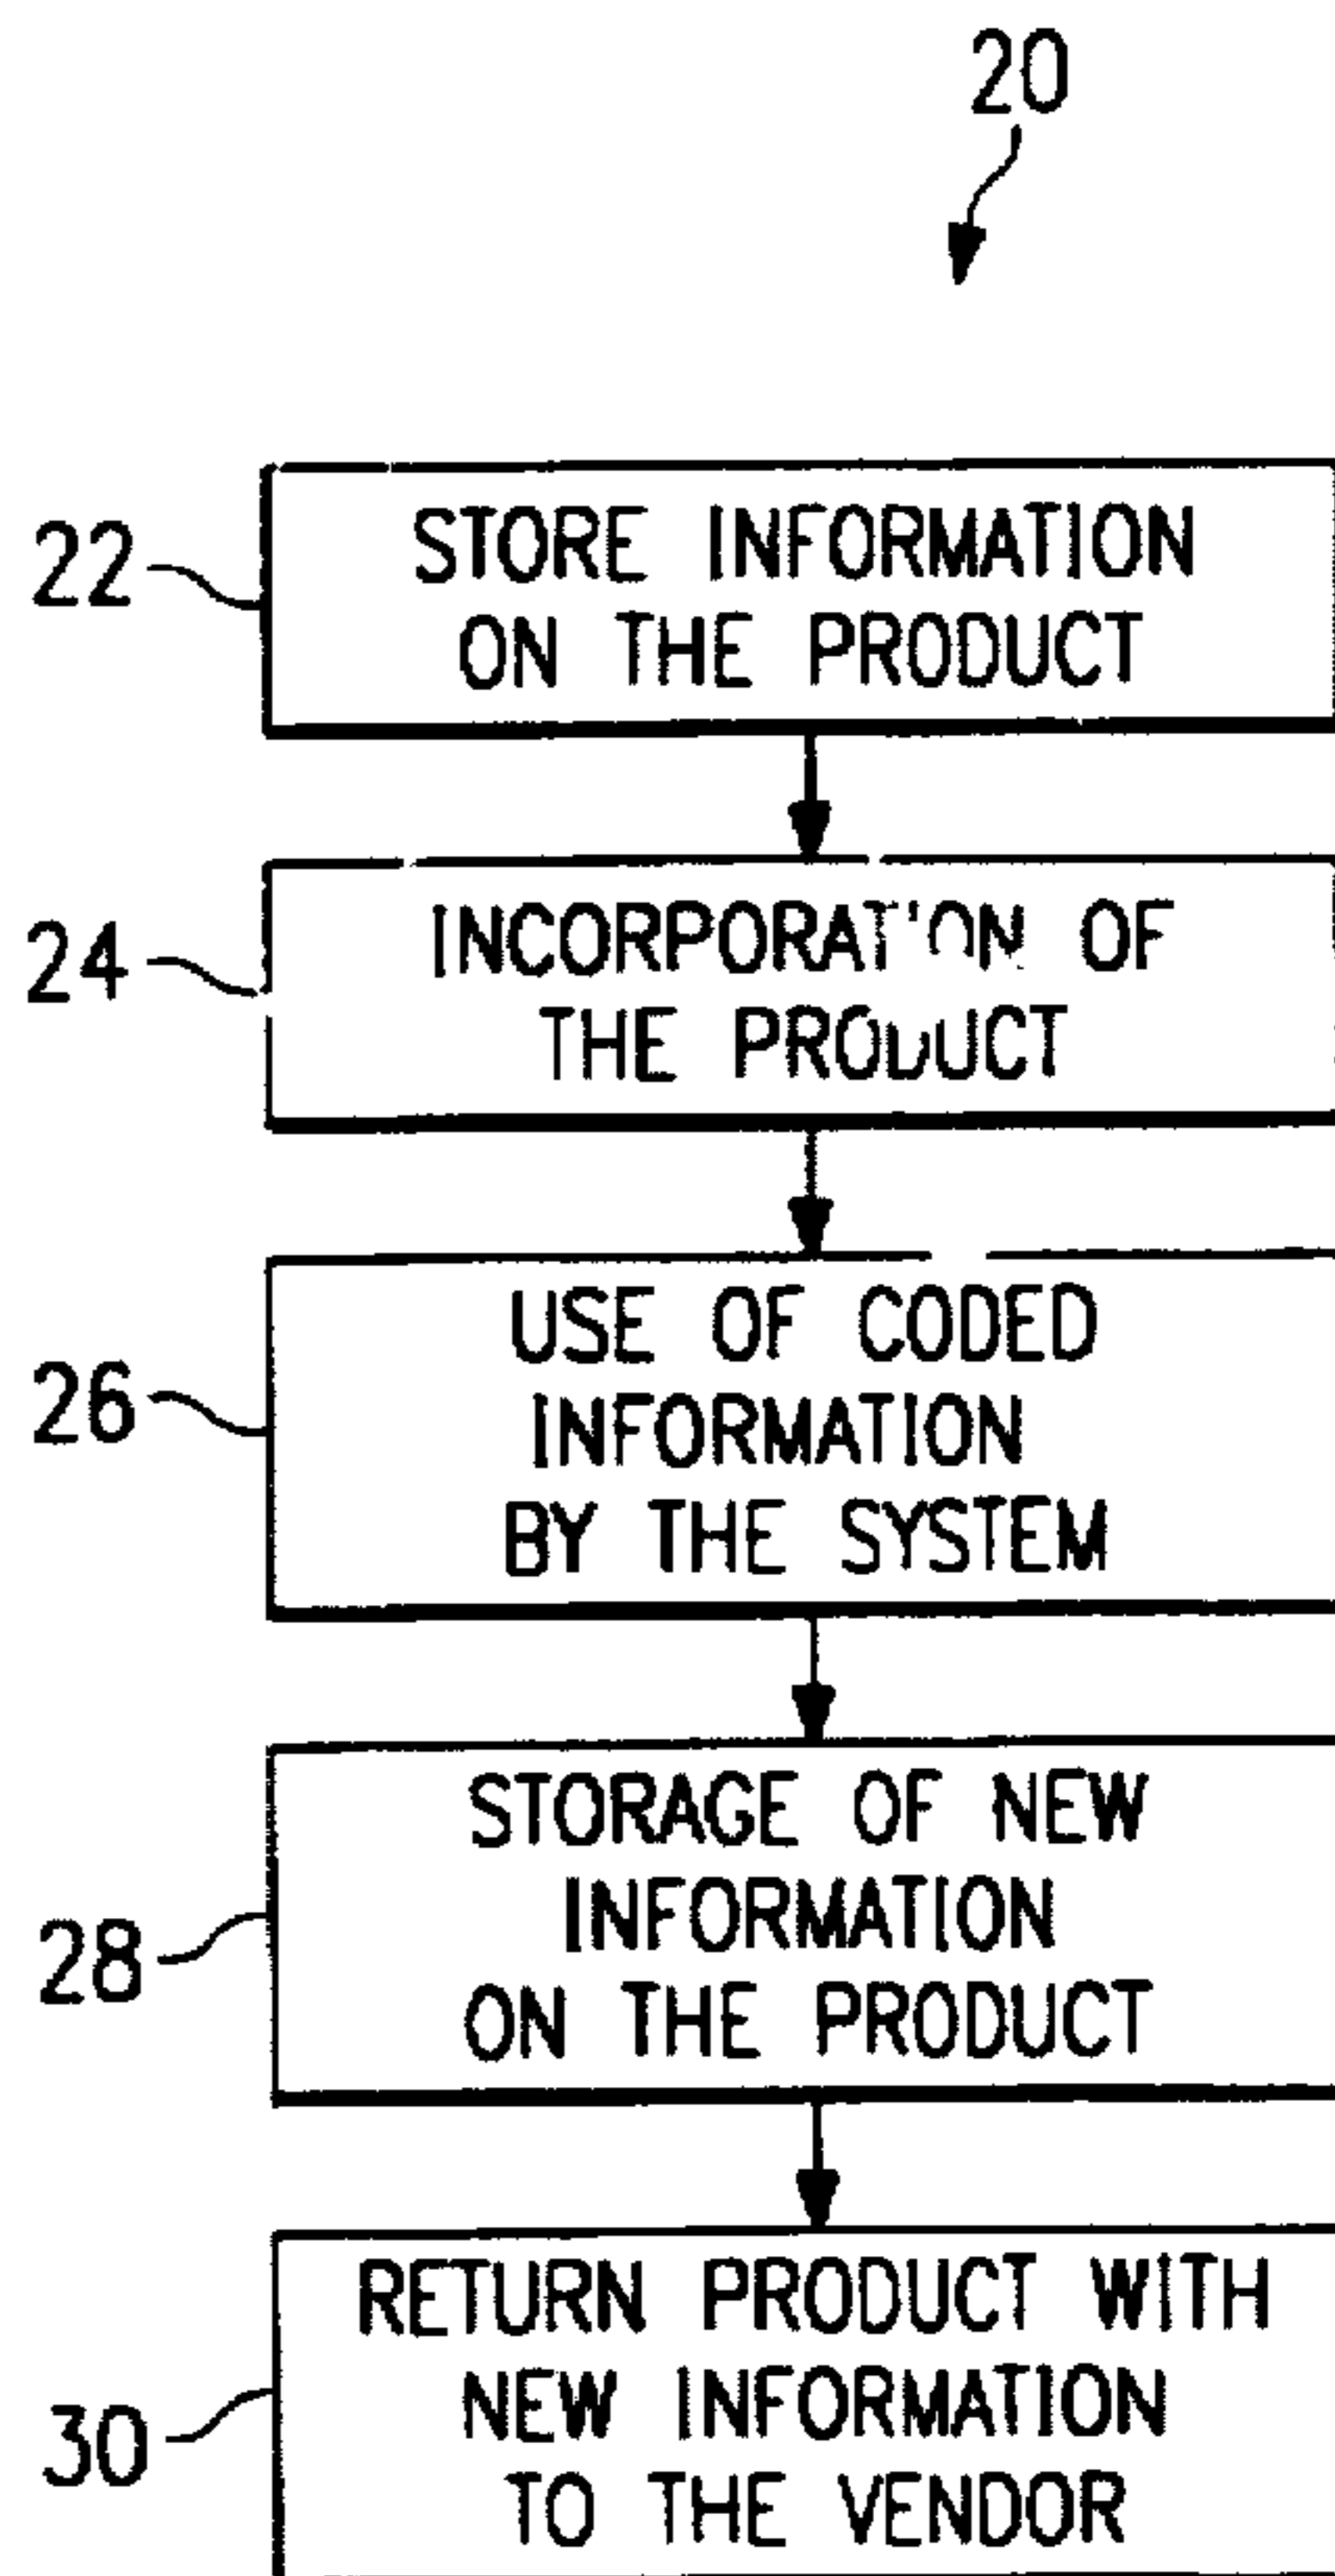 20
22
STORE INFORMATION
ON THE PRODUCT
24
INCORPORATION OF
THE PRODUCT
26
USE OF CODED
INFORMATION
BY THE SYSTEM
28
STORAGE OF NEW
INFORMATION
ON THE PRODUCT
30
RETURN PRODUCT WITH
NEW INFORMATION
TO THE VENDOR